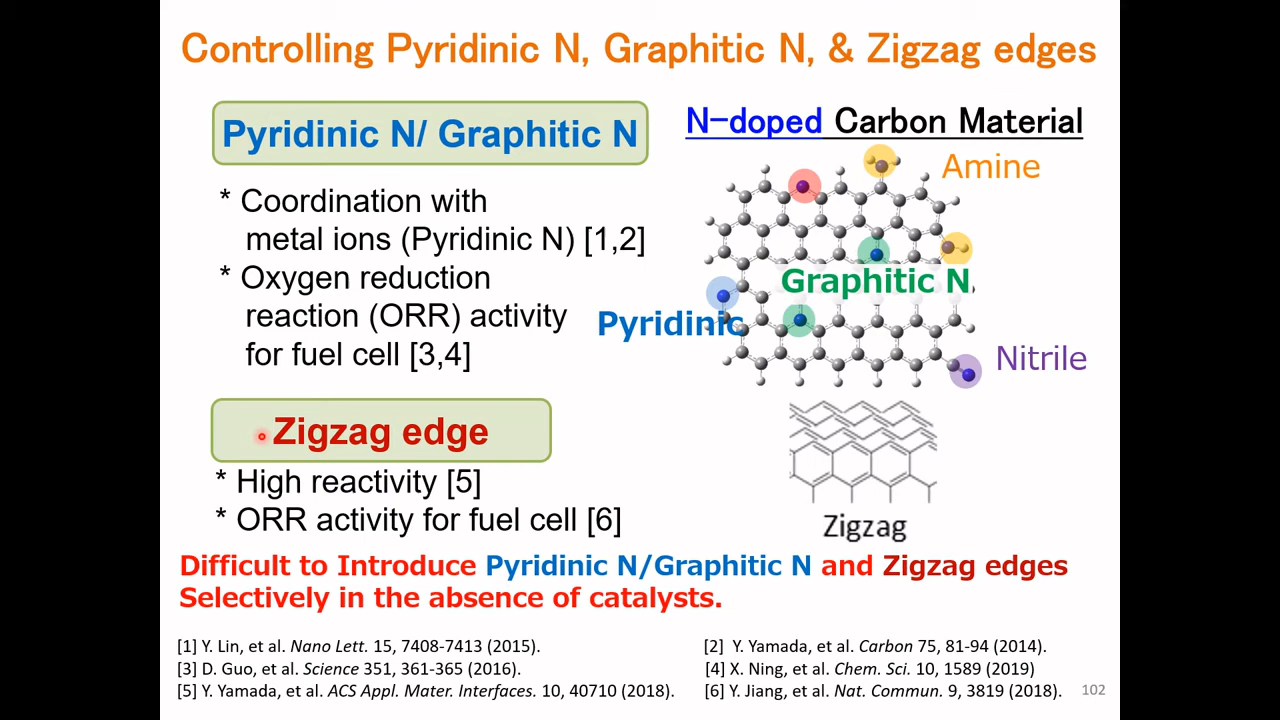 Controlling Pyridinic N, Graphitic N, & Zigzag edges
Pyridinic N/ Graphitic N
* Coordination with
metal ions (Pyridinic N) [1,2]
* Oxygen reduction
reaction (ORR) activity
for fuel cell [3,4]
N-doped Carbon Material
Amine
Graphitic N
Pyridinic
Nitrile
Zigzag
Zigzag edge
* High reactivity [5]
* ORR activity for fuel cell [6]
Difficult to Introduce Pyridinic N/Graphitic N and Zigzag edges
Selectively in the absence of catalysts.
[1] Y. Lin, et al. Nano Lett. 15, 7408-7413 (2015).
[2] Y. Yamada, et al. Carbon 75, 81-94 (2014).
[3] D. Guo, et al. Science 351, 361-365 (2016).
[4] X. Ning, et al. Chem. Sci. 10, 1589 (2019)
[5] Y. Yamada, et al. ACS Appl. Mater. Interfaces. 10, 40710 (2018).
[6] Y. Jiang, et al. Nat. Commun. 9, 3819 (2018).
102